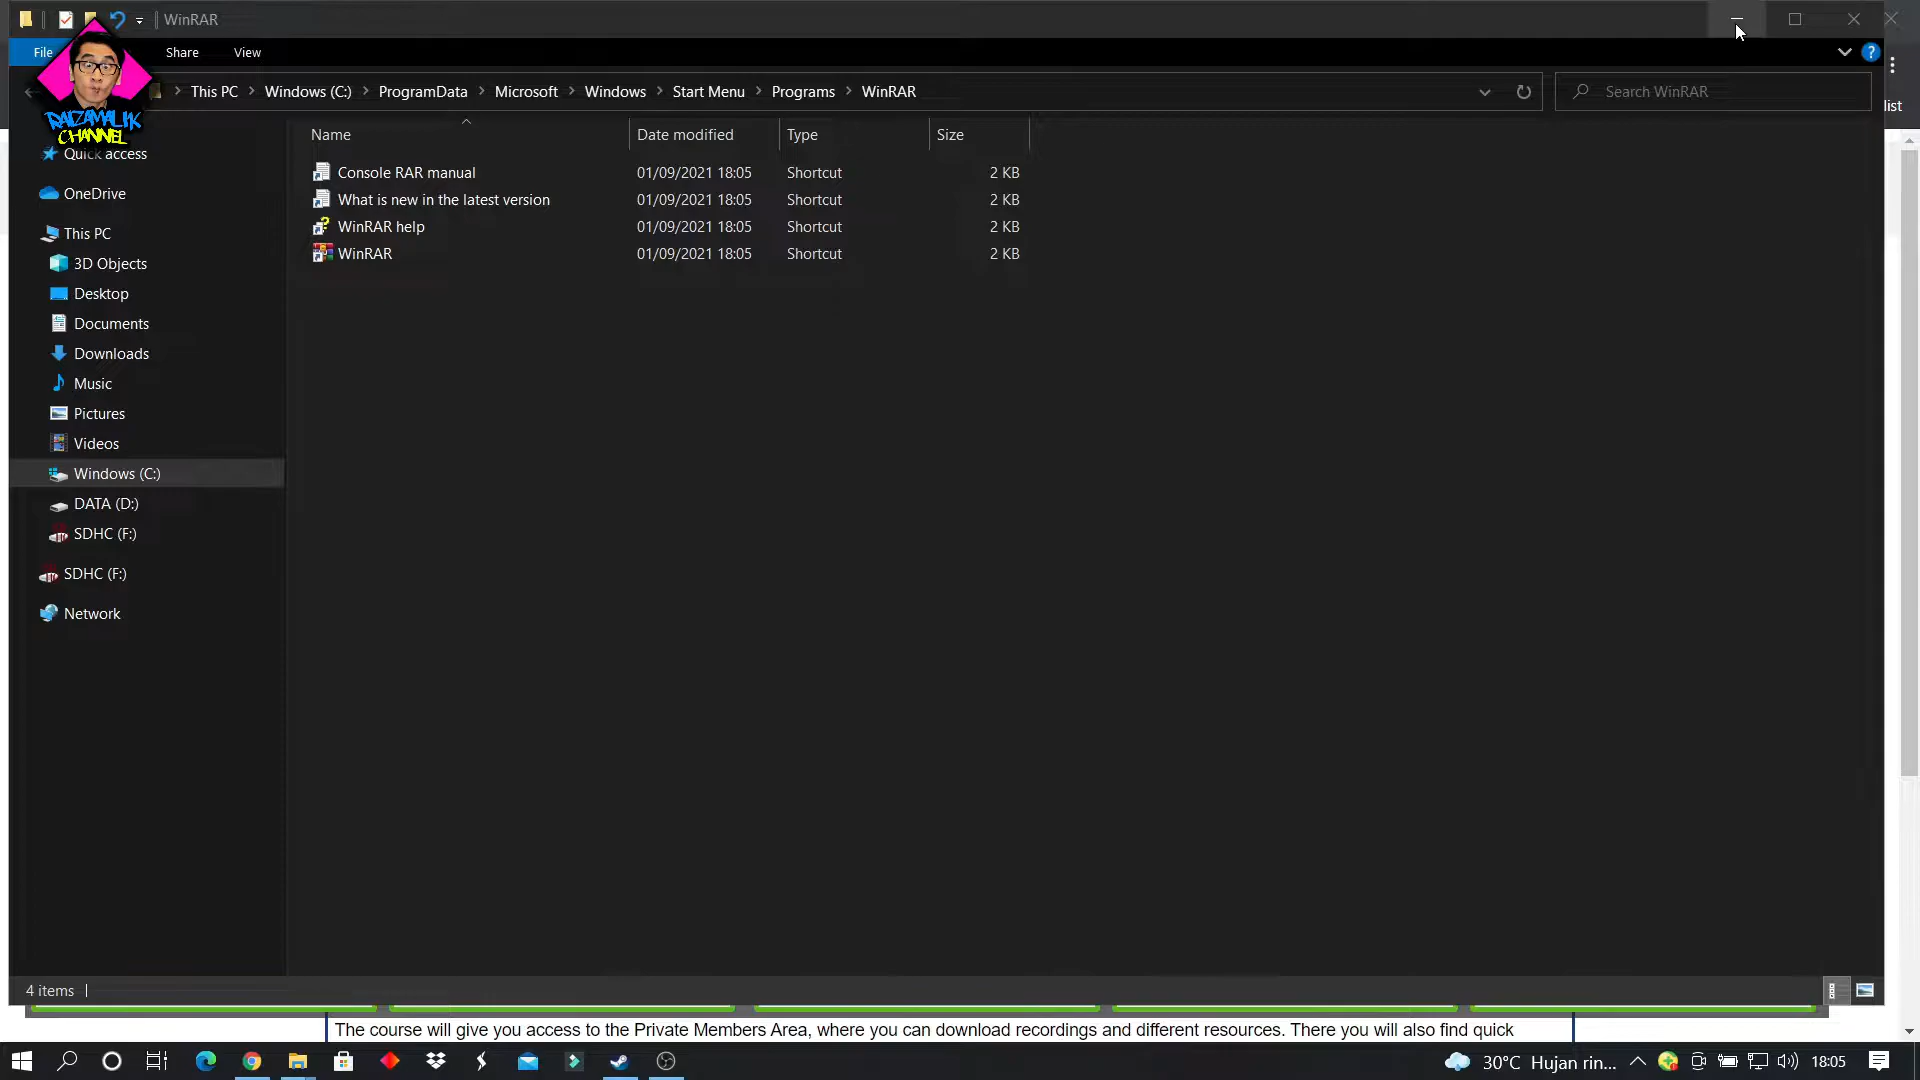 WinRAR
File
Share
View
This PC
Windows (C:)
ProgramData
Microsoft
Windows
Start Menu
Programs
WinRAR
Search WinRAR
list
RAIZAMALIK
CHANNEL
Name
Date modified
Type
Size
Console RAR manual 01/09/2021 18:05 Shortcut 2 KB
What is new in the latest version 01/09/2021 18:05 Shortcut 2 KB
WinRAR help 01/09/2021 18:05 Shortcut 2 KB
WinRAR 01/09/2021 18:05 Shortcut 2 KB
Quick access
OneDrive
This PC
3D Objects
Desktop
Documents
Downloads
Music
Pictures
Videos
Windows (C:)
DATA (D:)
SDHC (F:)
SDHC (F:)
Network
4 items
The course will give you access to the Private Members Area, where you can download recordings and different resources. There you will also find quick
30°C Hujan rin...
18:05